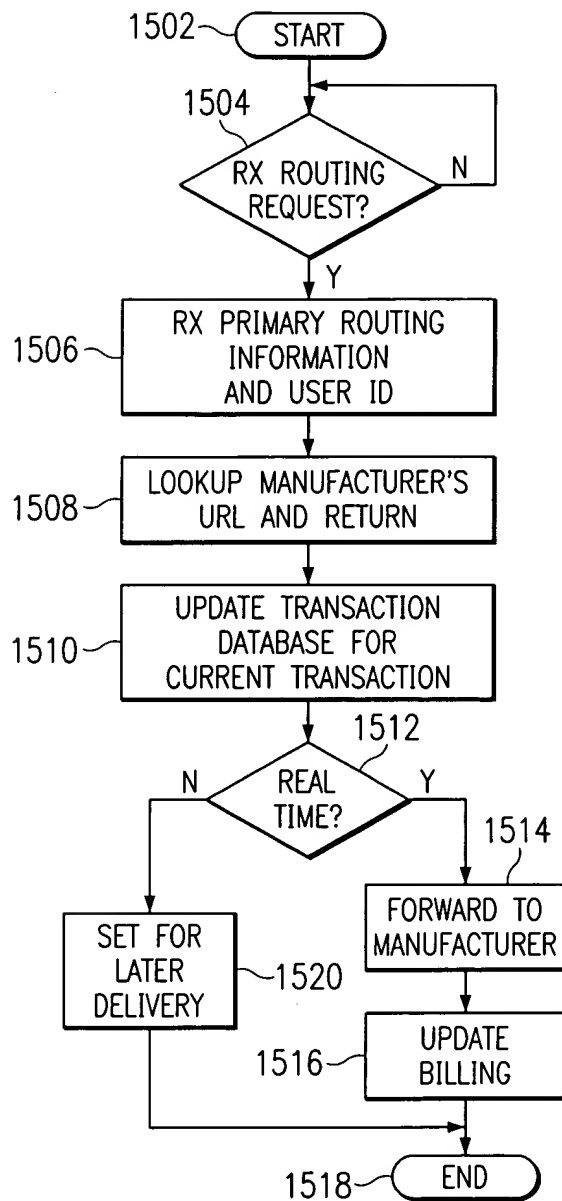 1502
START
1504
RX ROUTING
REQUEST?
N
Y
1506
RX PRIMARY ROUTING
INFORMATION
AND USER ID
1508
LOOKUP MANUFACTURER'S
URL AND RETURN
1510
UPDATE TRANSACTION
DATABASE FOR
CURRENT TRANSACTION
1512
N
REAL
TIME?
Y
1514
FORWARD TO
MANUFACTURER
SET FOR
LATER
DELIVERY
1520
UPDATE
BILLING
1516
1518
END